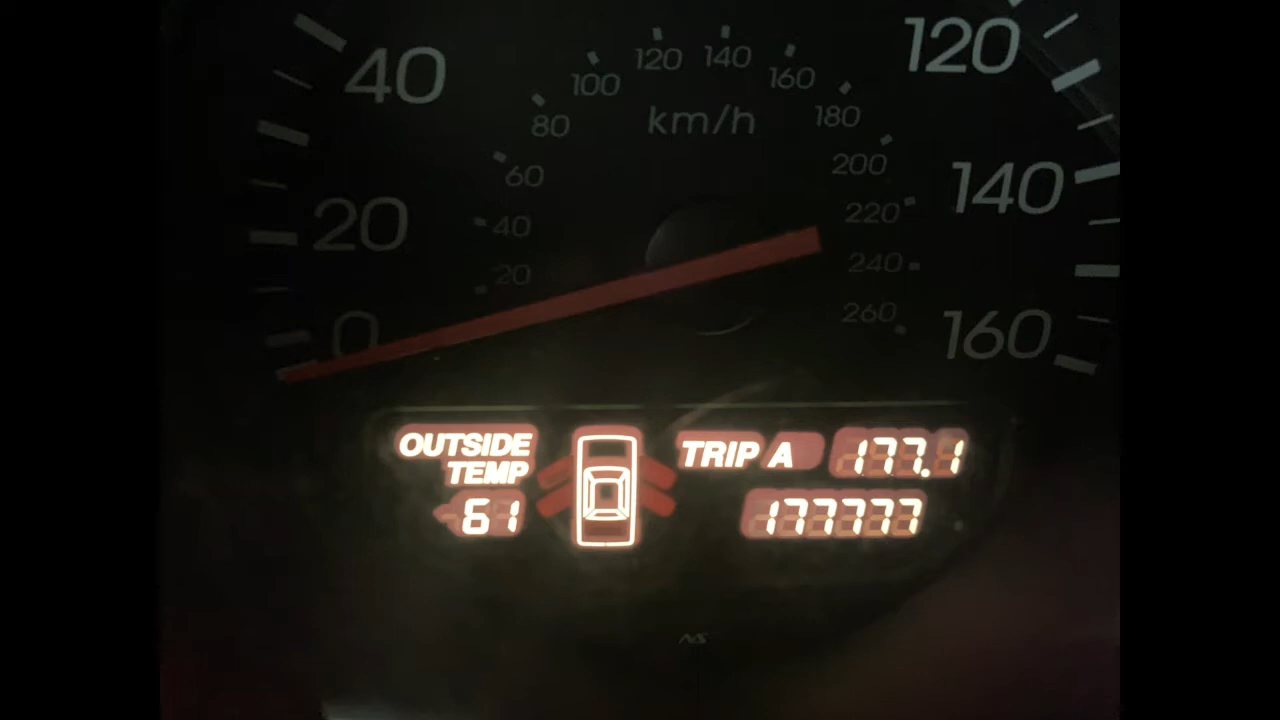 120
40
120 140
100 160
80 km/h 180
60 200 140
20 40 220
20 240
0 260 160
OUTSIDE TEMP
61
TRIP A 177.1
177777
NS